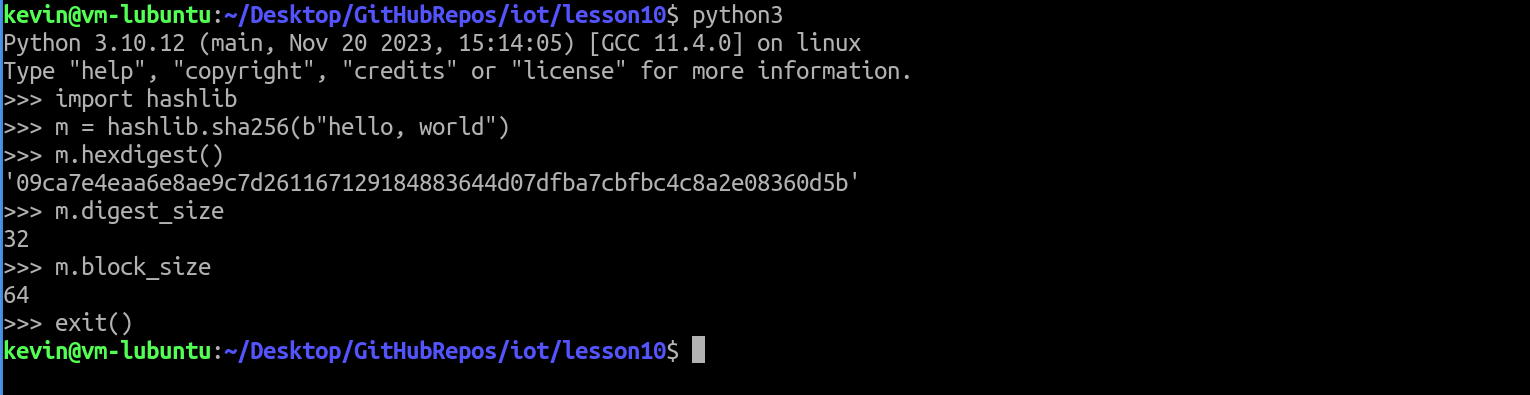 kevin@vm-lubuntu:~/Desktop/GitHubRepos/iot/lesson10$ python3
Python 3.10.12 (main, Nov 20 2023, 15:14:05) [GCC 11.4.0] on linux
Type "help", "copyright", "credits" or "license" for more information.
>>> import hashlib
>>> m = hashlib.sha256(b"hello, world")
>>> m.hexdigest()
'09ca7e4eaa6e8ae9c7d261167129184883644d07dfba7cbfbc4c8a2e08360d5b'
>>> m.digest_size
32
>>> m.block_size
64
>>> exit()
kevin@vm-lubuntu:~/Desktop/GitHubRepos/iot/lesson10$